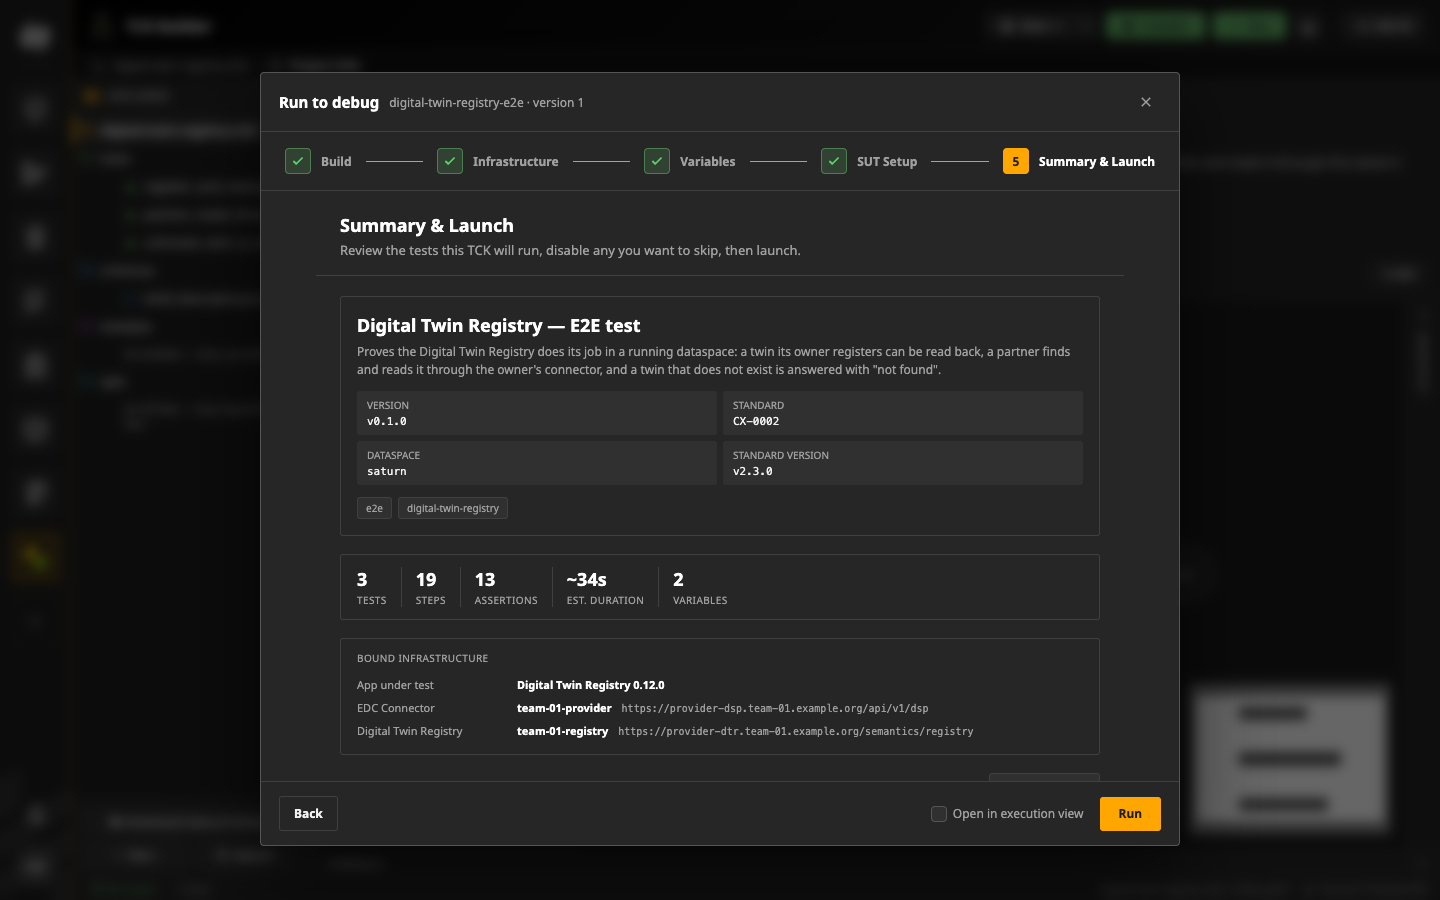 Run to debug digital-twin-registry-e2e · version 1
Build Infrastructure Variables SUT Setup 5 Summary & Launch
Summary & Launch
Review the tests this TCK will run, disable any you want to skip, then launch.
Digital Twin Registry — E2E test
Proves the Digital Twin Registry does its job in a running dataspace: a twin its owner registers can be read back, a partner finds
and reads it through the owner's connector, and a twin that does not exist is answered with "not found".
VERSION STANDARD
v0.1.0 CX-0002
DATASPACE STANDARD VERSION
saturn v2.3.0
e2e digital-twin-registry
3 19 13 ~34s 2
TESTS STEPS ASSERTIONS EST. DURATION VARIABLES
BOUND INFRASTRUCTURE
App under test Digital Twin Registry 0.12.0
EDC Connector team-01-provider https://provider-dsp.team-01.example.org/api/v1/dsp
Digital Twin Registry team-01-registry https://provider-dtr.team-01.example.org/semantics/registry
Back Open in execution view Run